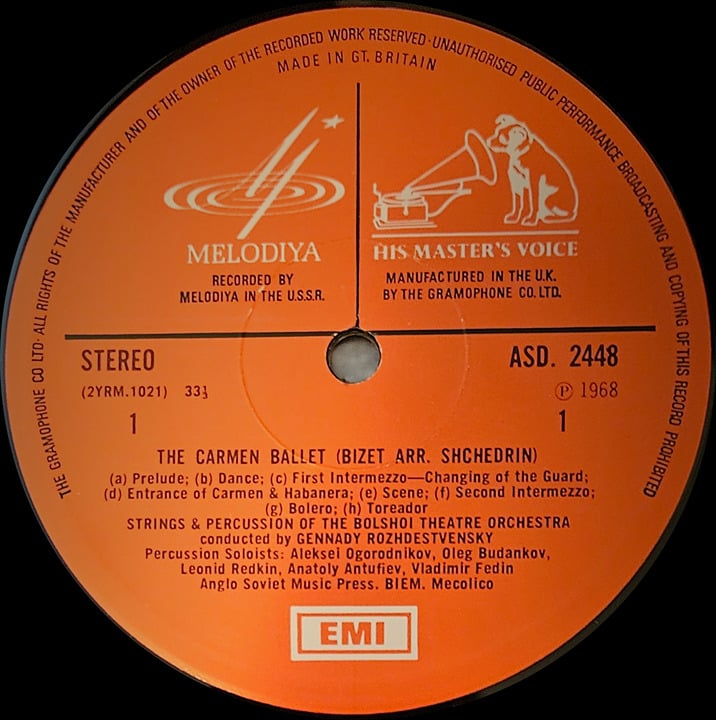 THE GRAMOPHONE CO LTD· ALL RIGHTS OF THE MANUFACTURER AND OF THE OWNER OF THE RECORDED WORK RESERVED·UNAUTHORISED PUBLIC PERFORMANCE BROADCASTING AND COPYING OF THIS RECORD PROHIBITED
MADE IN GT. BRITAIN
MELODIYA
RECORDED BY
MELODIYA IN THE U.S.S.R.
HIS MASTER'S VOICE
MANUFACTURED IN THE U.K.
BY THE GRAMOPHONE CO. LTD.
STEREO
ASD. 2448
(2YRM.1021) 33⅓
℗ 1968
1
1
THE CARMEN BALLET (BIZET ARR. SHCHEDRIN)
(a) Prelude; (b) Dance; (c) First Intermezzo—Changing of the Guard;
(d) Entrance of Carmen & Habanera; (e) Scene; (f) Second Intermezzo;
(g) Bolero; (h) Toreador
STRINGS & PERCUSSION OF THE BOLSHOI THEATRE ORCHESTRA
conducted by GENNADY ROZHDESTVENSKY
Percussion Soloists: Aleksei Ogorodnikov, Oleg Budankov,
Leonid Redkin, Anatoly Antufiev, Vladimir Fedin
Anglo Soviet Music Press. BIEM. Mecolico
EMI